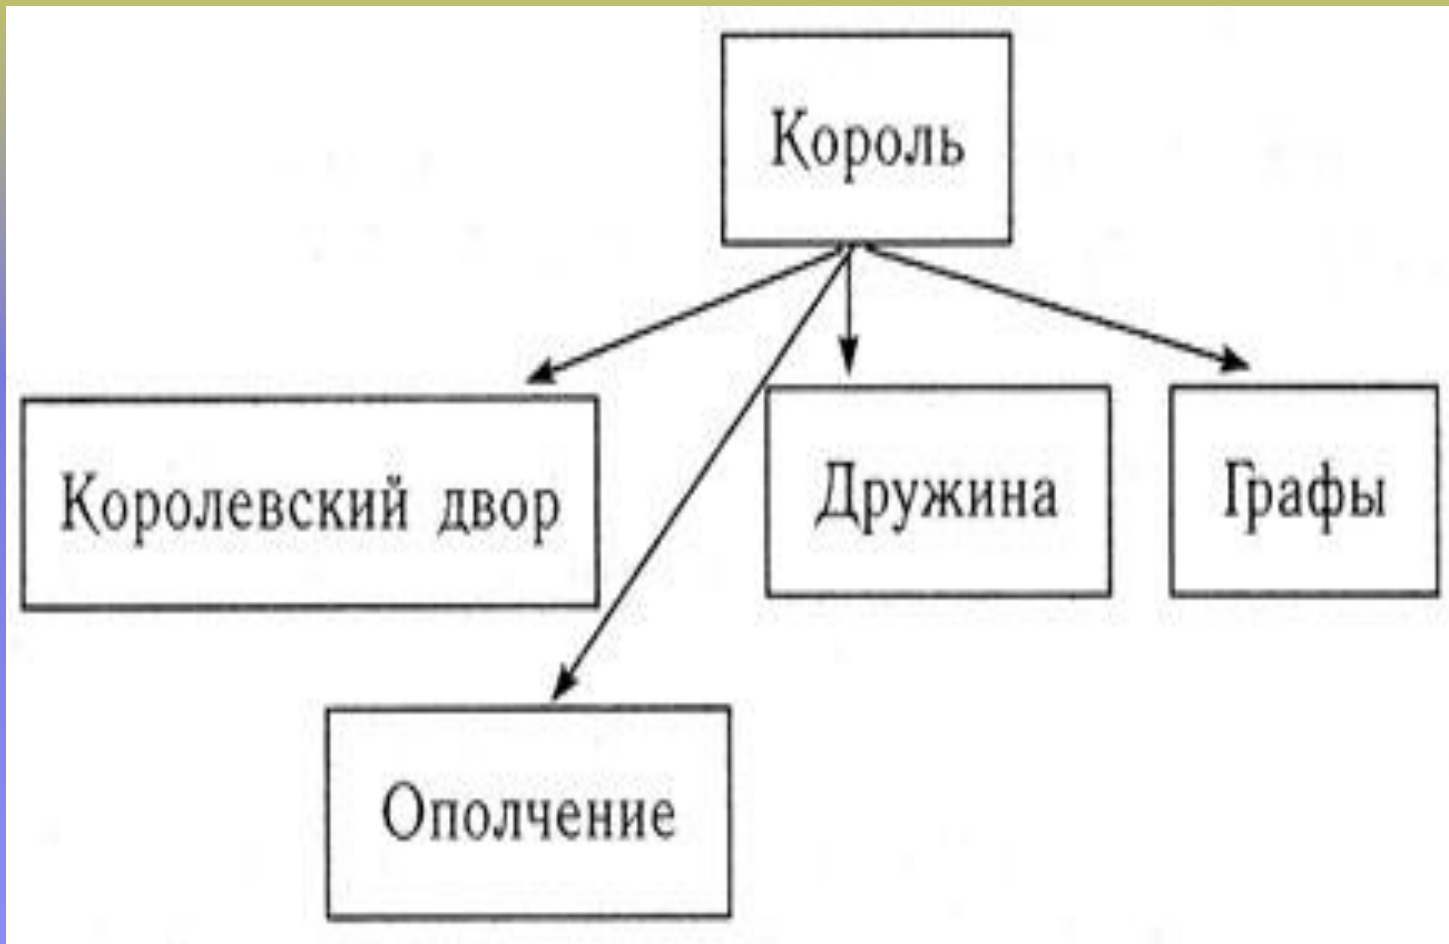 Король
Королевский двор
Дружина
Графы
Ополчение